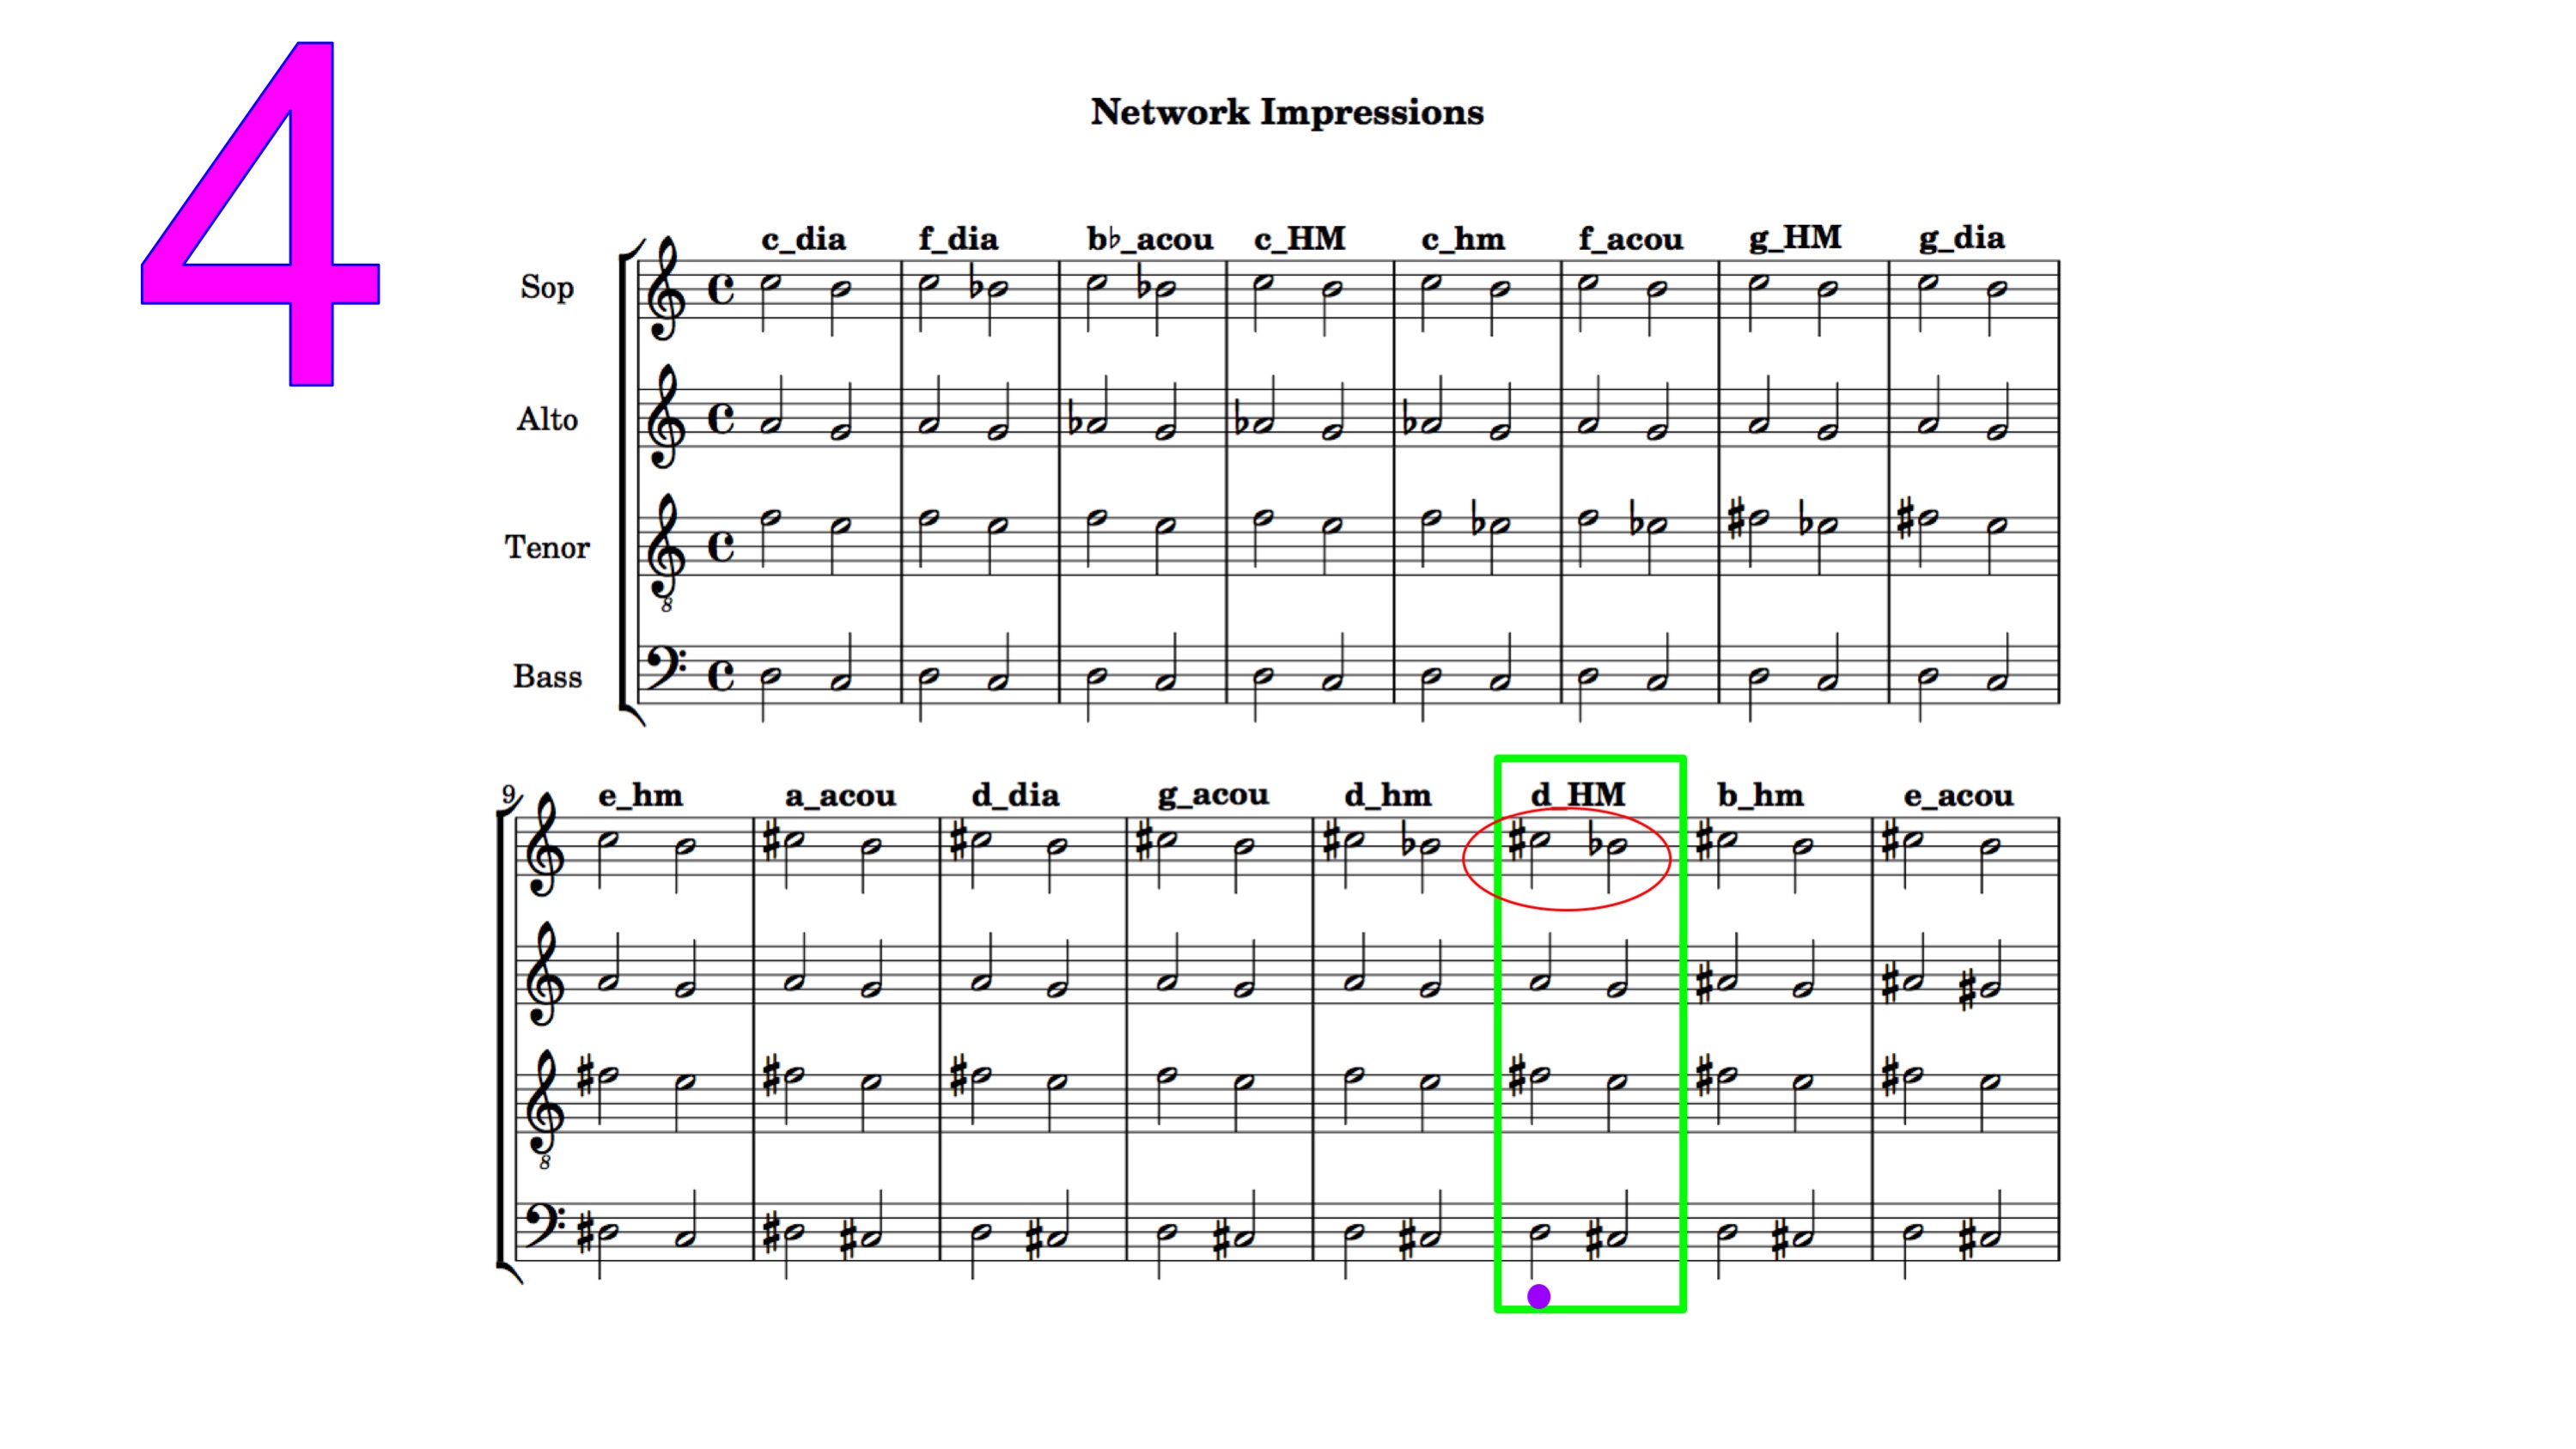 4
Network Impressions
c_dia f_dia b♭_acou c_HM c_hm f_acou g_HM g_dia
Sop
Alto
Tenor
8
Bass
9 e_hm a_acou d_dia g_acou d_hm d_HM b_hm e_acou
8